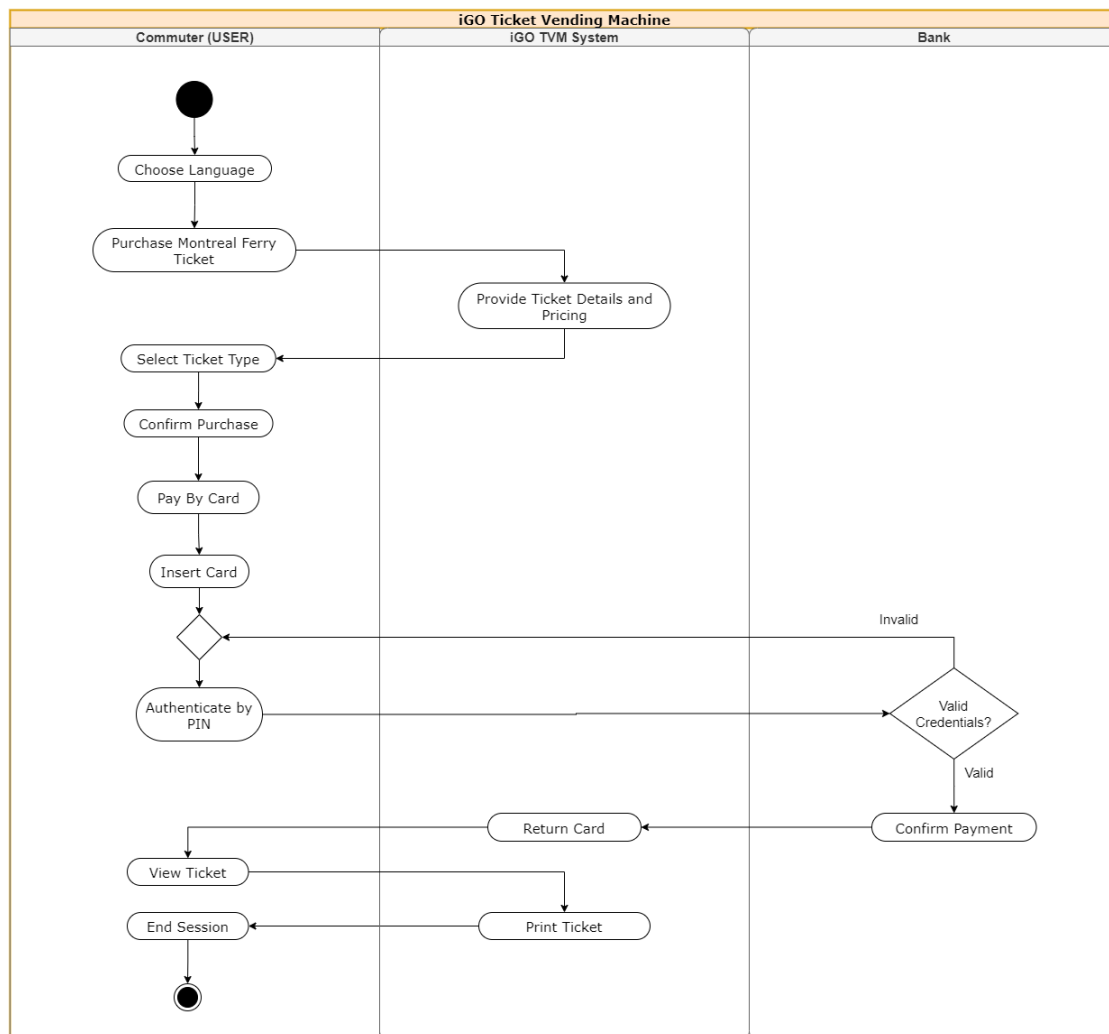 iGO Ticket Vending Machine
Commuter (USER)
iGO TVM System
Bank
Choose Language
Purchase Montreal Ferry
Ticket
Provide Ticket Details and
Pricing
Select Ticket Type
Confirm Purchase
Pay By Card
Insert Card
Invalid
Authenticate by
PIN
Valid
Credentials?
Valid
Confirm Payment
Return Card
View Ticket
Print Ticket
End Session